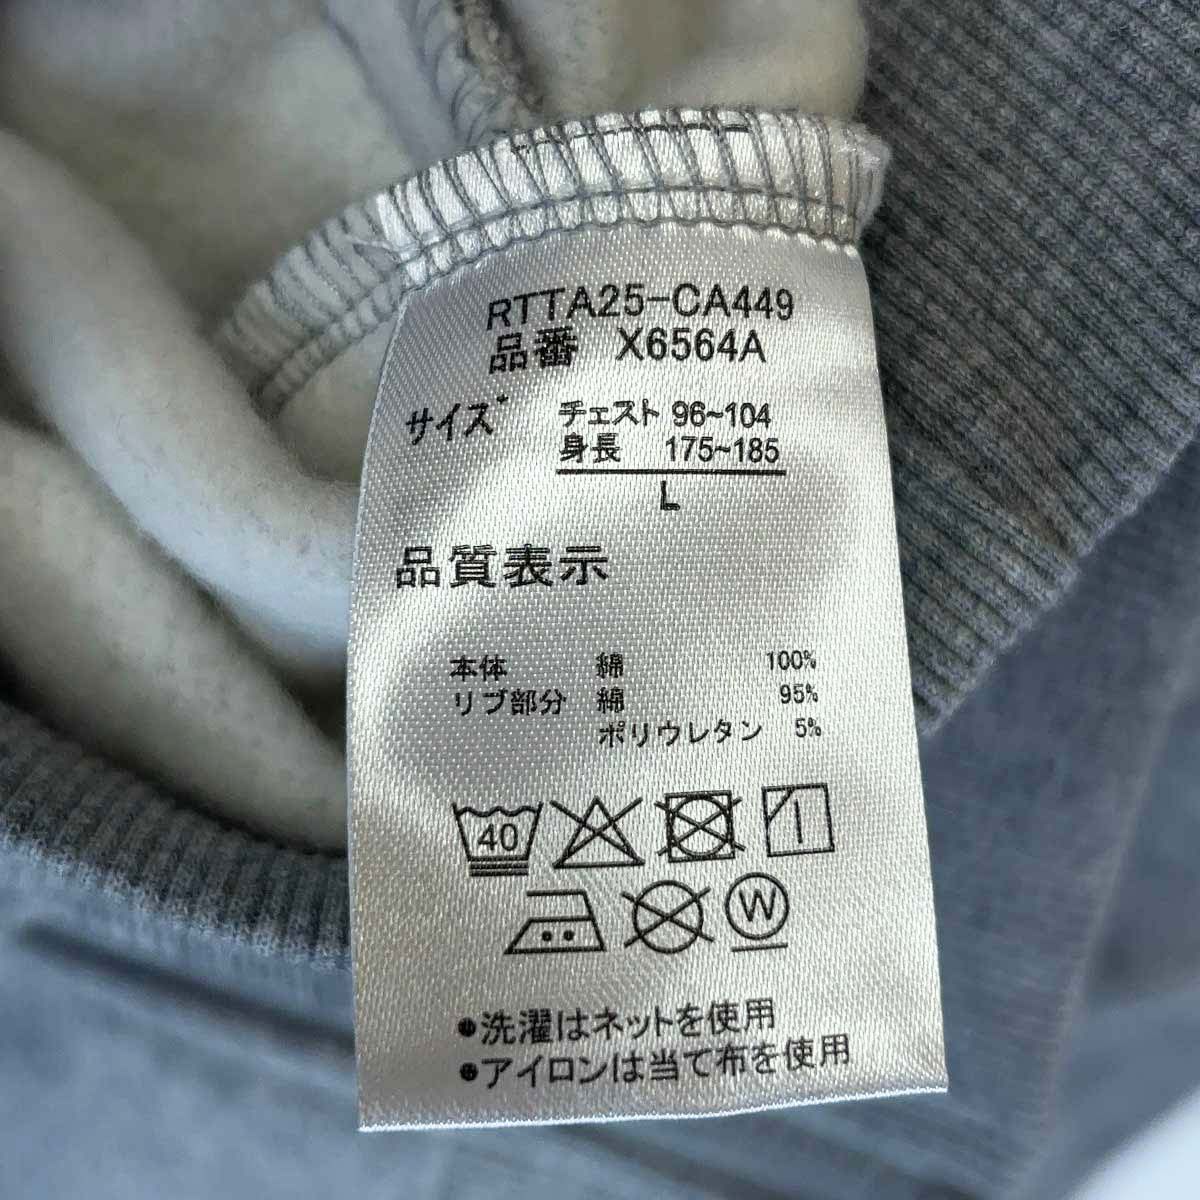 RTTA25-CA449
品番 X6564A
サイズ チェスト 96~104
身長 175~185
L
品質表示
本体 綿 100%
リブ部分 綿 95%
ポリウレタン 5%
40
W
●洗濯はネットを使用
●アイロンは当て布を使用